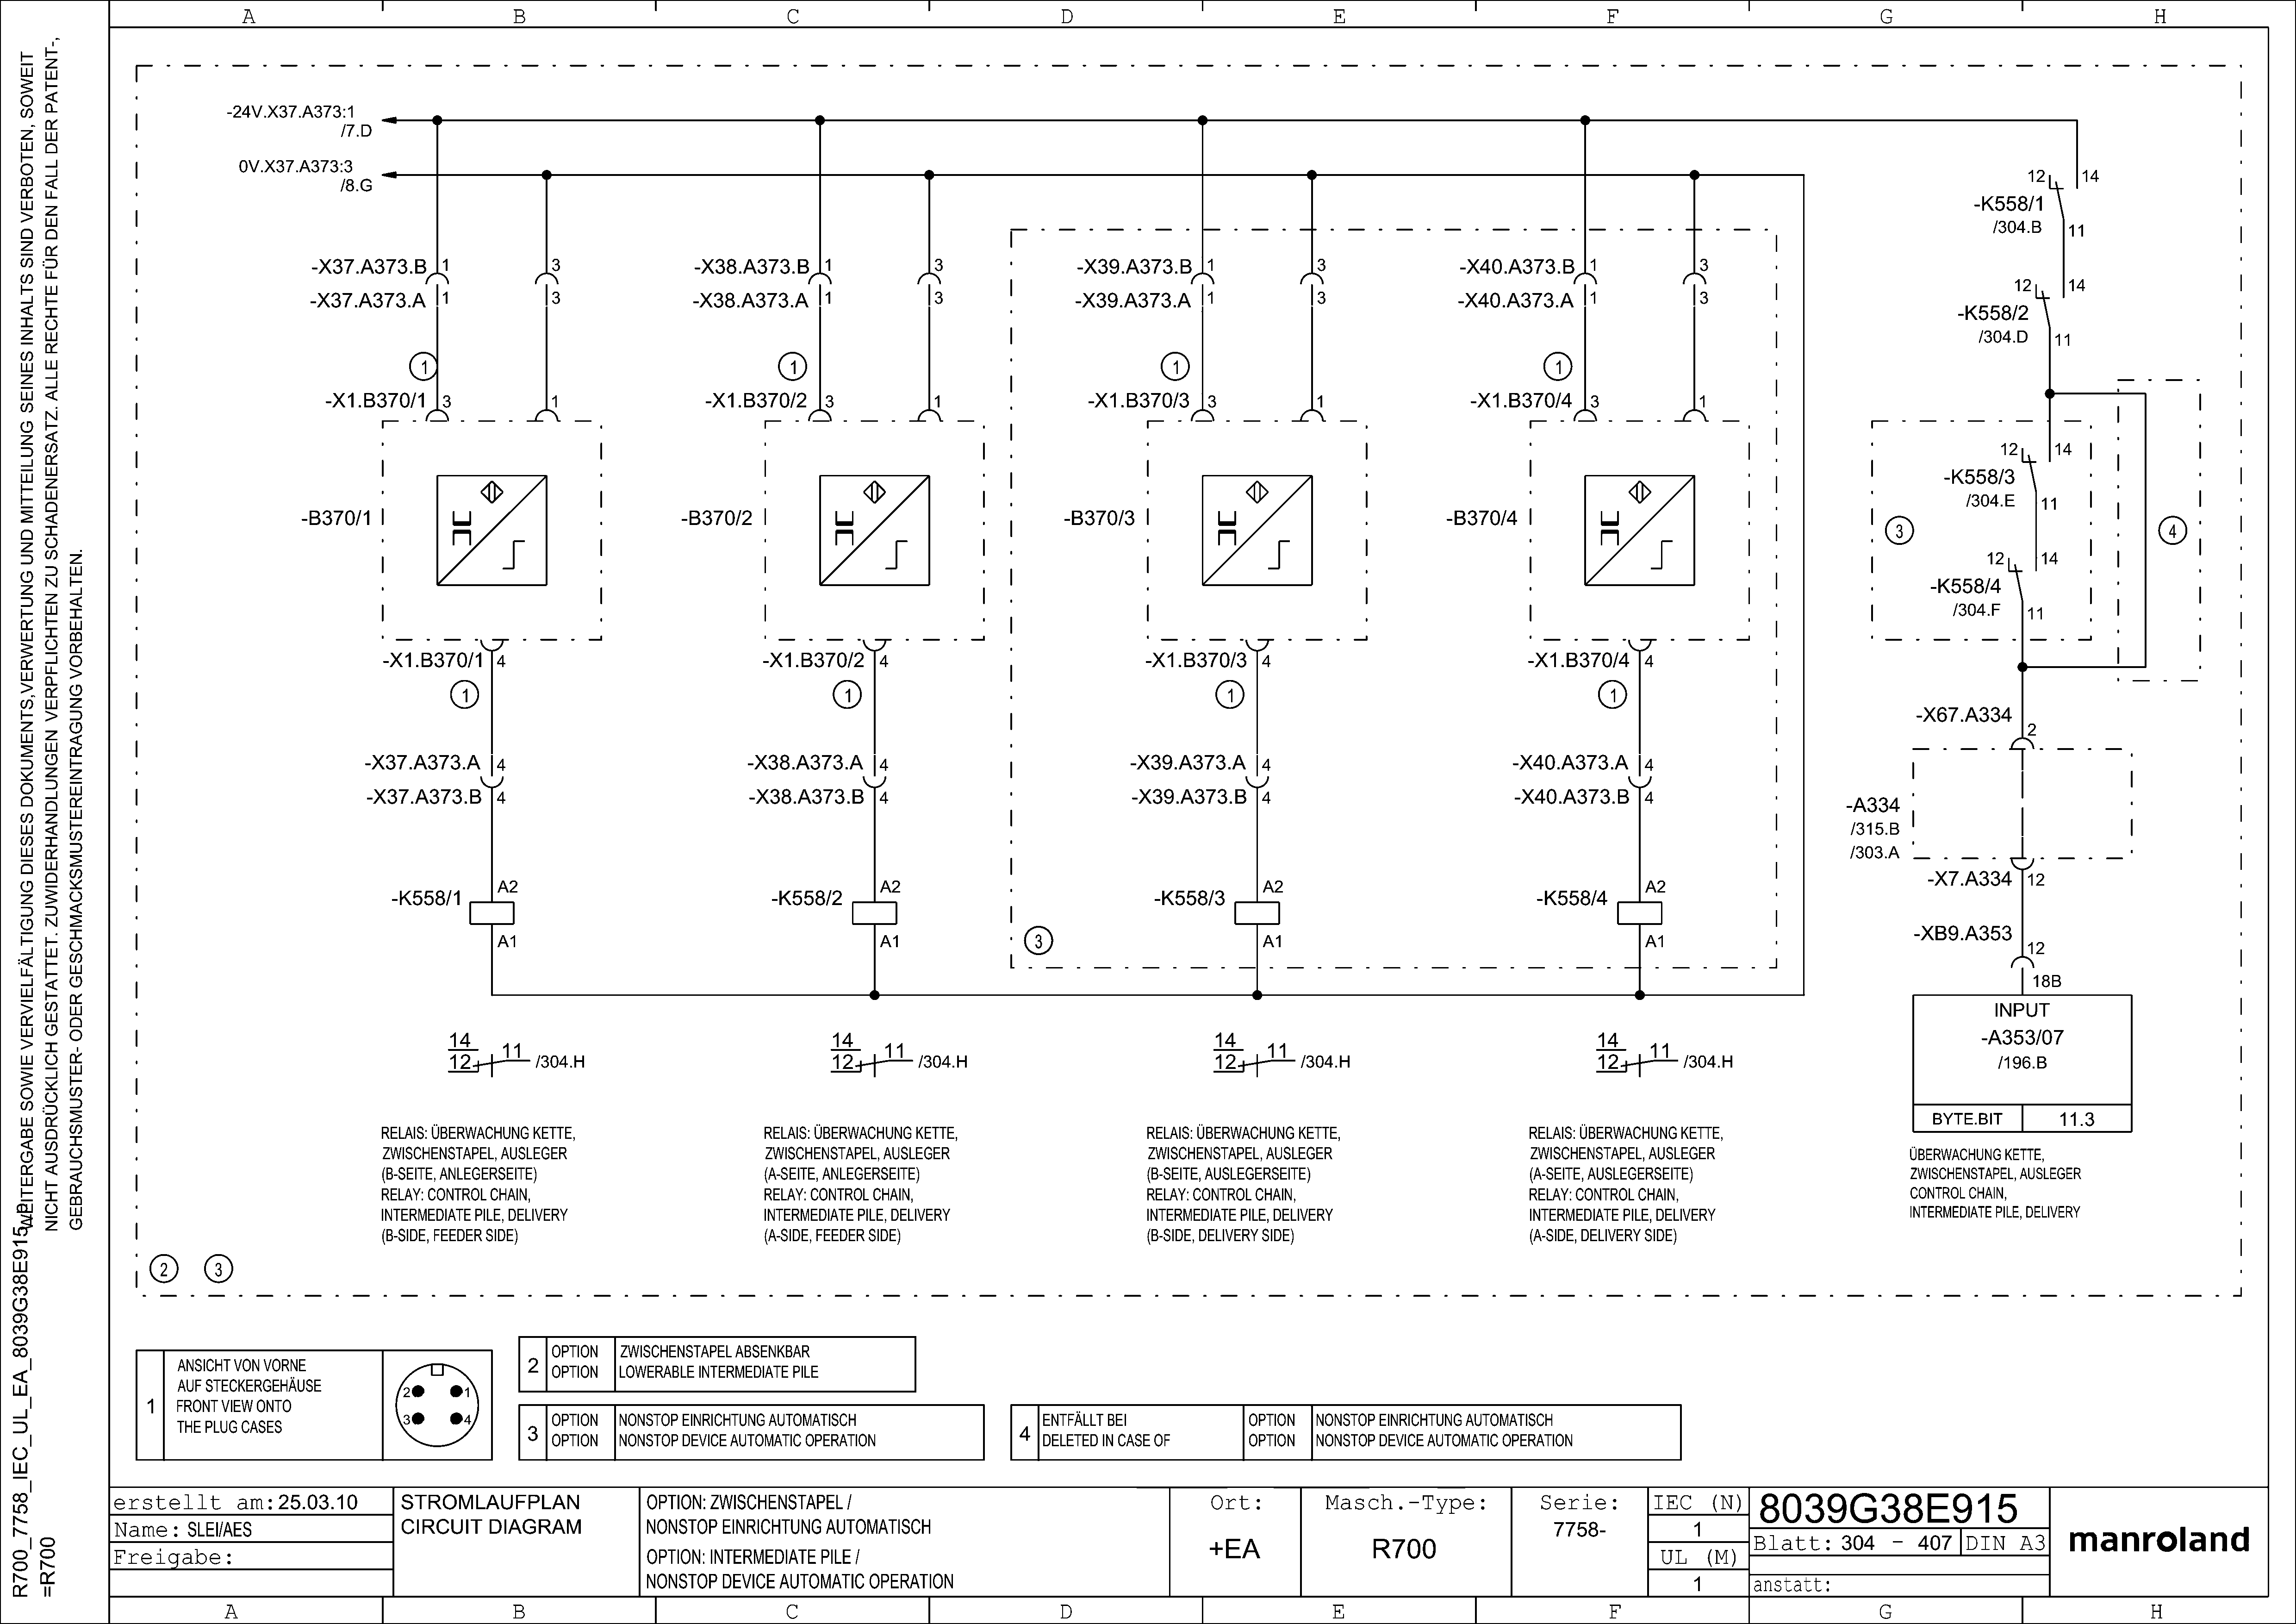 A B C D E F G H
WEITERGABE SOWIE VERVIELFÄLTIGUNG DIESES DOKUMENTS,VERWERTUNG UND MITTEILUNG SEINES INHALTS SIND VERBOTEN, SOWEIT
NICHT AUSDRÜCKLICH GESTATTET. ZUWIDERHANDLUNGEN VERPFLICHTEN ZU SCHADENERSATZ. ALLE RECHTE FÜR DEN FALL DER PATENT-,
GEBRAUCHSMUSTER- ODER GESCHMACKSMUSTEREINTRAGUNG VORBEHALTEN.
=R700
-24V.X37.A373:1
/7.D
0V.X37.A373:3
/8.G
12 14
-K558/1
/304.B
11
12 14
-K558/2
/304.D
11
-X37.A373.B 1 3 -X38.A373.B 1 3 -X39.A373.B 1 3 -X40.A373.B 1 3
-X37.A373.A 1 3 -X38.A373.A 1 3 -X39.A373.A 1 3 -X40.A373.A 1 3
1 1 1 1
-X1.B370/1 3 1 -X1.B370/2 3 1 -X1.B370/3 3 1 -X1.B370/4 3 1
-B370/1 -B370/2 -B370/3 -B370/4
12 14
-K558/3
/304.E
11
3 4
12 14
-K558/4
/304.F
11
-X1.B370/1 4 -X1.B370/2 4 -X1.B370/3 4 -X1.B370/4 4
1 1 1 1
-X67.A334
2
-X37.A373.A 4 -X38.A373.A 4 -X39.A373.A 4 -X40.A373.A 4
-X37.A373.B 4 -X38.A373.B 4 -X39.A373.B 4 -X40.A373.B 4
-A334
/315.B
/303.A
-X7.A334 12
-K558/1 A2 -K558/2 A2 -K558/3 A2 -K558/4 A2
A1 A1 A1 A1
3
-XB9.A353
12
18B
INPUT
-A353/07
/196.B
BYTE.BIT 11.3
14 14 14 14
12 11 /304.H 12 11 /304.H 12 11 /304.H 12 11 /304.H
RELAIS: ÜBERWACHUNG KETTE,
ZWISCHENSTAPEL, AUSLEGER
(B-SEITE, ANLEGERSEITE)
RELAY: CONTROL CHAIN,
INTERMEDIATE PILE, DELIVERY
(B-SIDE, FEEDER SIDE)
RELAIS: ÜBERWACHUNG KETTE,
ZWISCHENSTAPEL, AUSLEGER
(A-SEITE, ANLEGERSEITE)
RELAY: CONTROL CHAIN,
INTERMEDIATE PILE, DELIVERY
(A-SIDE, FEEDER SIDE)
RELAIS: ÜBERWACHUNG KETTE,
ZWISCHENSTAPEL, AUSLEGER
(B-SEITE, AUSLEGERSEITE)
RELAY: CONTROL CHAIN,
INTERMEDIATE PILE, DELIVERY
(B-SIDE, DELIVERY SIDE)
RELAIS: ÜBERWACHUNG KETTE,
ZWISCHENSTAPEL, AUSLEGER
(A-SEITE, AUSLEGERSEITE)
RELAY: CONTROL CHAIN,
INTERMEDIATE PILE, DELIVERY
(A-SIDE, DELIVERY SIDE)
ÜBERWACHUNG KETTE,
ZWISCHENSTAPEL, AUSLEGER
CONTROL CHAIN,
INTERMEDIATE PILE, DELIVERY
2 3
1
ANSICHT VON VORNE
AUF STECKERGEHÄUSE
FRONT VIEW ONTO
THE PLUG CASES
2 1
3 4
2
OPTION ZWISCHENSTAPEL ABSENKBAR
OPTION LOWERABLE INTERMEDIATE PILE
3
OPTION NONSTOP EINRICHTUNG AUTOMATISCH
OPTION NONSTOP DEVICE AUTOMATIC OPERATION
4
ENTFÄLLT BEI OPTION NONSTOP EINRICHTUNG AUTOMATISCH
DELETED IN CASE OF OPTION NONSTOP DEVICE AUTOMATIC OPERATION
erstellt am: 25.03.10
Name: SLEI/AES
Freigabe:
STROMLAUFPLAN
CIRCUIT DIAGRAM
OPTION: ZWISCHENSTAPEL /
NONSTOP EINRICHTUNG AUTOMATISCH
OPTION: INTERMEDIATE PILE /
NONSTOP DEVICE AUTOMATIC OPERATION
Ort:
+EA
Masch.-Type:
R700
Serie:
7758-
IEC (N)
1
UL (M)
1
8039G38E915
Blatt: 304 - 407 DIN A3
anstatt:
manroland
A B C D E F G H